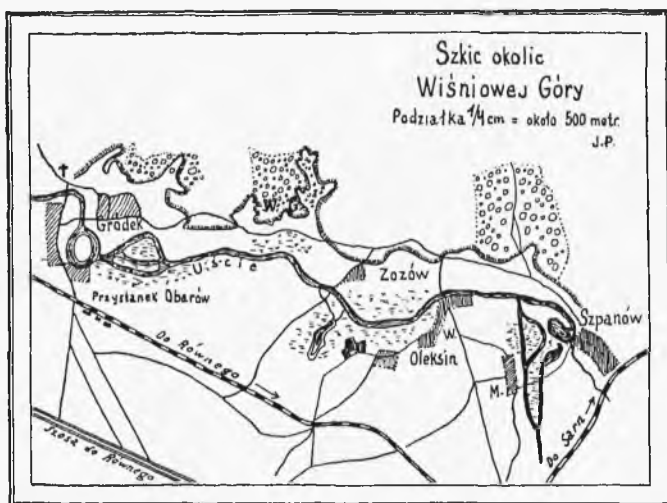 Szkic okolic
Wiśniowej Góry
Podziałka 1/4 cm = około 500 metr.
J.P.
W.
Gródek
Uście
Zozów
Przystanek Obarów
Szpanów
W.
Do Równego
Oleksin
M-k
Do Sarn
Szosa do Równego